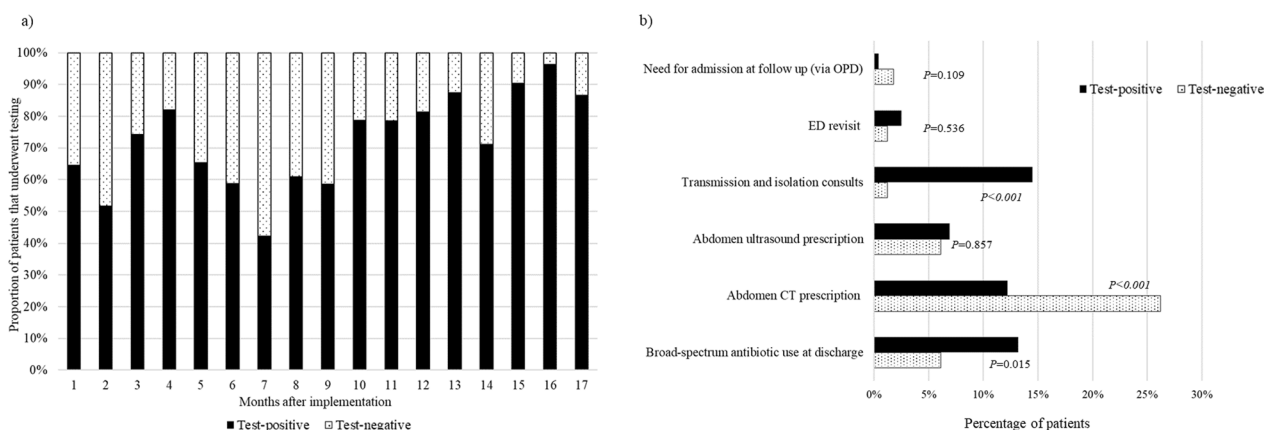 a)
Proportion of patients that underwent testing
100%
90%
80%
70%
60%
50%
40%
30%
20%
10%
0%
1 2 3 4 5 6 7 8 9 10 11 12 13 14 15 16 17
Months after implementation
Test-positive Test-negative
b)
Need for admission at follow up (via OPD)
P=0.109
Test-positive Test-negative
ED revisit
P=0.536
Transmission and isolation consults
P<0.001
Abdomen ultrasound prescription
P=0.857
Abdomen CT prescription
P<0.001
Broad-spectrum antibiotic use at discharge
P=0.015
0% 5% 10% 15% 20% 25% 30%
Percentage of patients